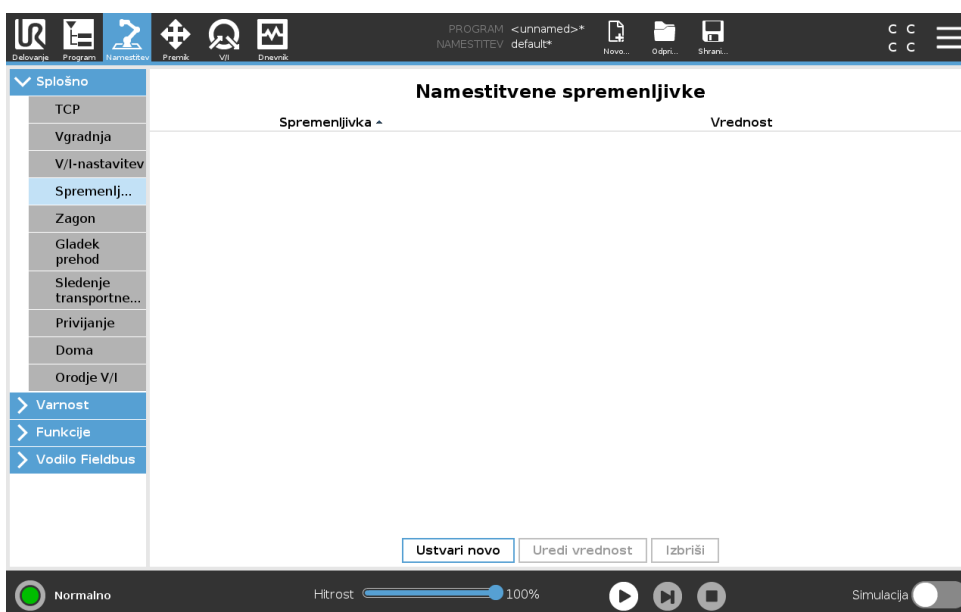 PROGRAM <unnamed>*
NAMESTITEV default*
Delovanje Program Namestitev Premik V/I Dnevnik Novo... Odpri... Shrani...
C C
C C
Splošno
TCP
Vgradnja
V/I-nastavitev
Spremenlj...
Zagon
Gladek
prehod
Sledenje
transportne...
Privijanje
Doma
Orodje V/I
Varnost
Funkcije
Vodilo Fieldbus
Namestitvene spremenljivke
Spremenljivka Vrednost
Ustvari novo Uredi vrednost Izbriši
Normalno Hitrost 100% Simulacija